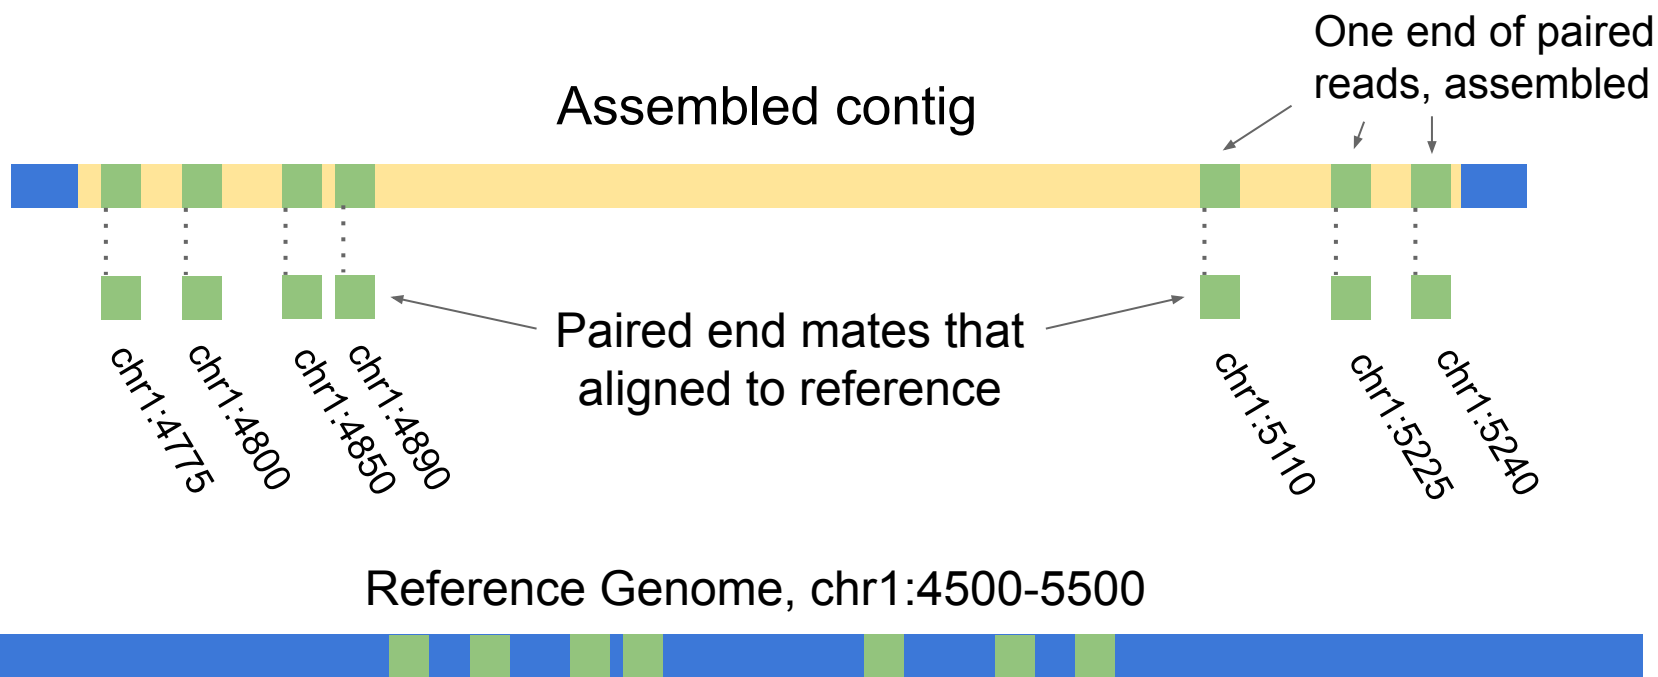 One end of paired
reads, assembled
Assembled contig
Paired end mates that
aligned to reference
chr1:4775
chr1:4800
chr1:4850
chr1:4890
chr1:5110
chr1:5225
chr1:5240
Reference Genome, chr1:4500-5500